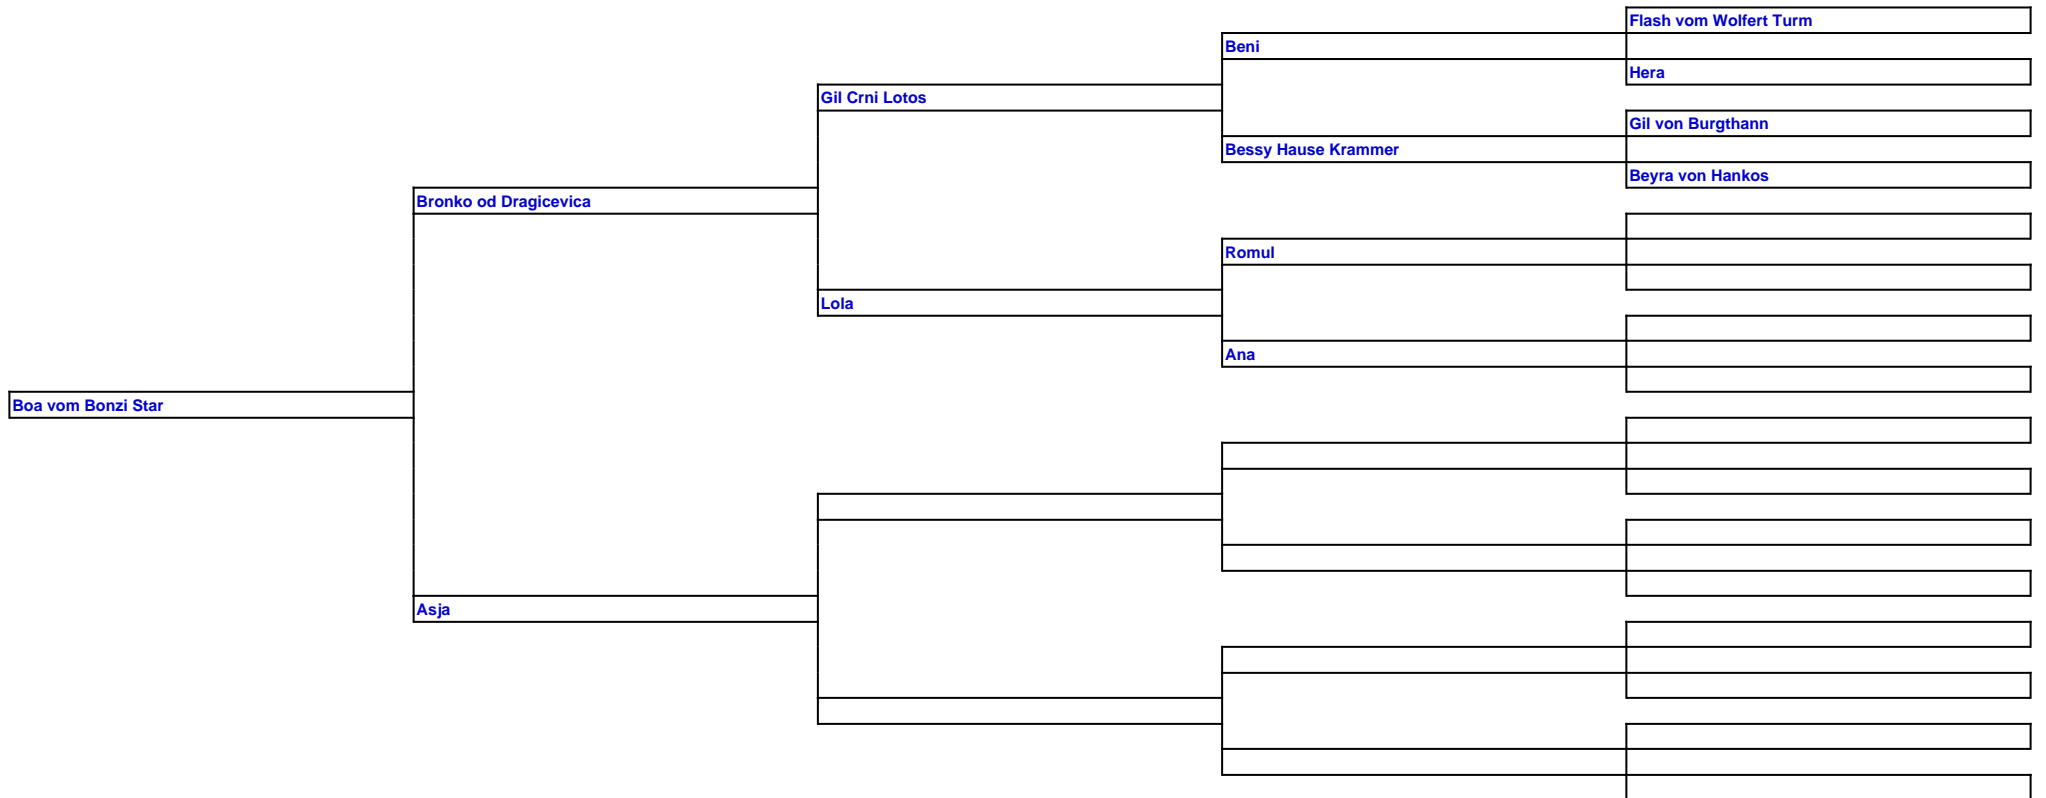 Flash vom Wolfert Turm
Beni
Hera
Gil Crni Lotos
Gil von Burgthann
Bessy Hause Krammer
Beyra von Hankos
Bronko od Dragicevica
Romul
Lola
Ana
Boa vom Bonzi Star
Asja